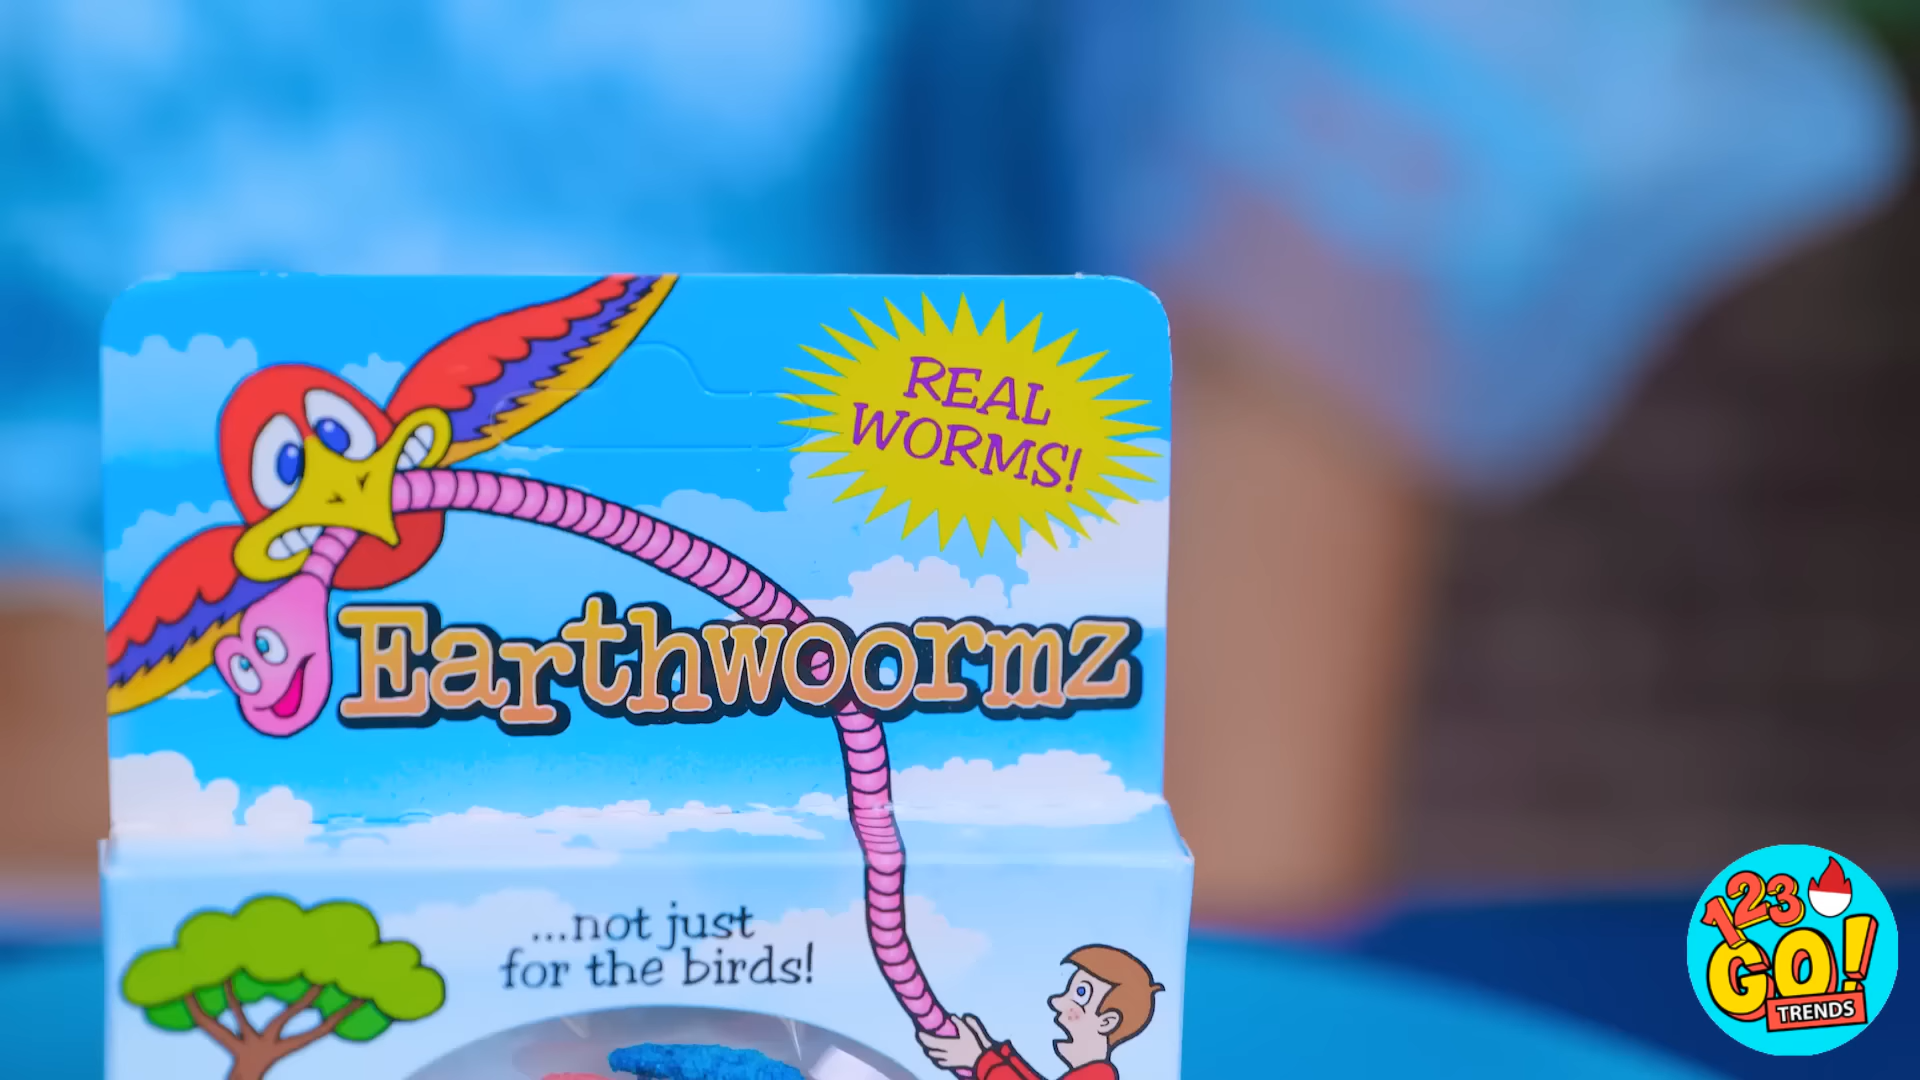 REAL
WORMS!
Earthwoormz
...not just
for the birds!
123
GO!
TRENDS